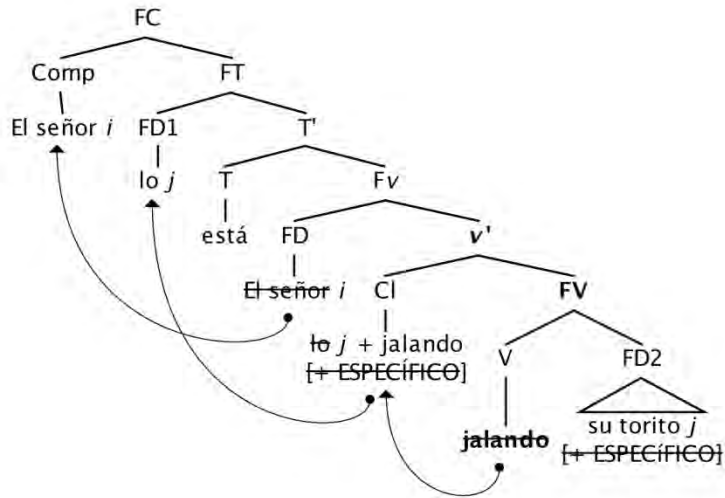 FC
Comp FT
El señor i FD1 T'
lo j T Fv
está FD v'
El señor i Cl FV
lo j + jalando V FD2
[+ ESPECÍFICO]
jalando su torito j
[+ ESPECÍFICO]